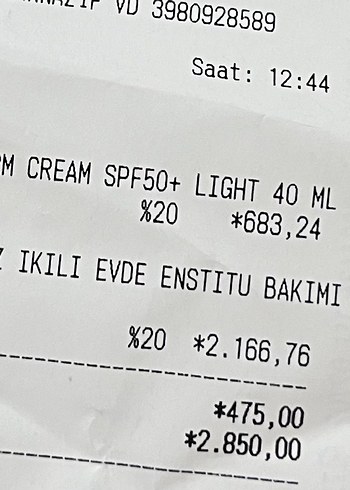 VD 3980928589
Saat: 12:44
CREAM SPF50+ LIGHT 40 ML
%20 *683,24
IKILI EVDE ENSTITU BAKIMI
%20 *2.166,76
*475,00
*2.850,00